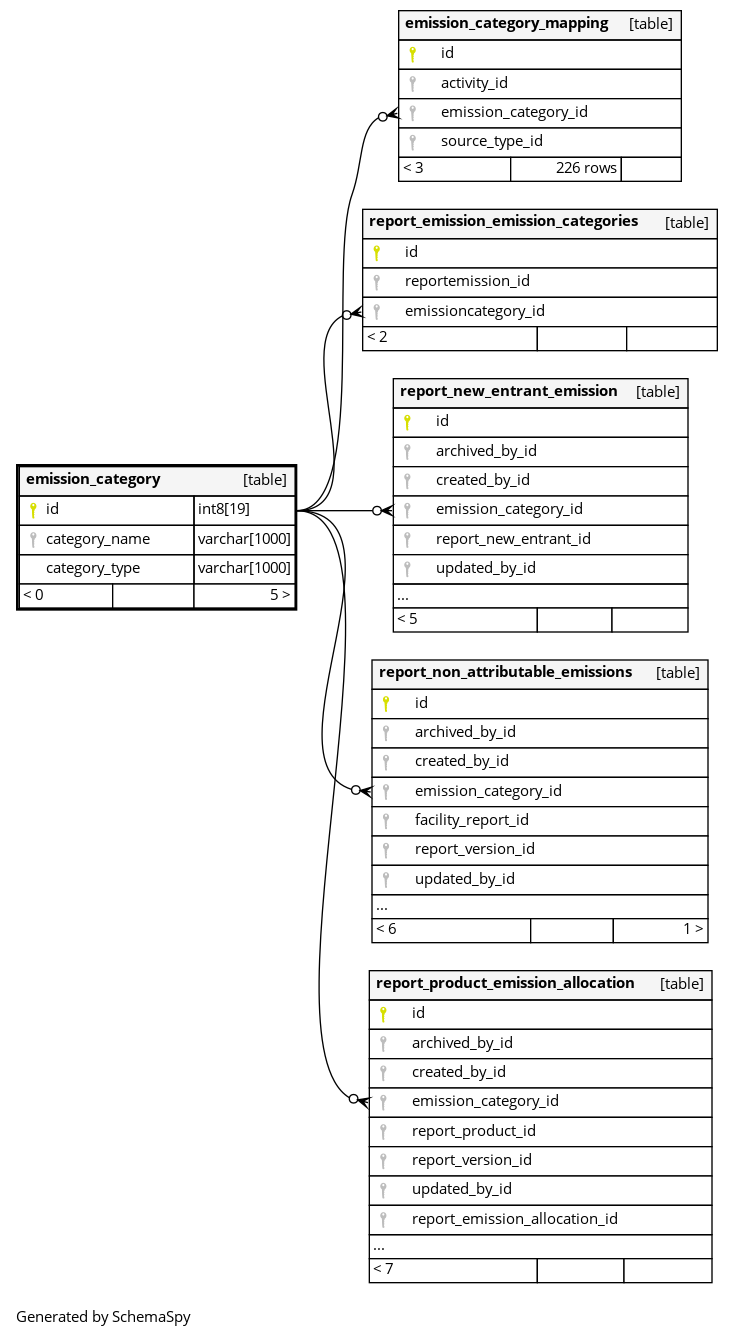 emission_category_mapping [table]
id
activity_id
emission_category_id
source_type_id
< 3 226 rows
report_emission_emission_categories [table]
id
reportemission_id
emissioncategory_id
< 2
report_new_entrant_emission [table]
id
archived_by_id
created_by_id
emission_category_id
report_new_entrant_id
updated_by_id
...
< 5
emission_category [table]
id int8[19]
category_name varchar[1000]
category_type varchar[1000]
< 0 5 >
report_non_attributable_emissions [table]
id
archived_by_id
created_by_id
emission_category_id
facility_report_id
report_version_id
updated_by_id
...
< 6 1 >
report_product_emission_allocation [table]
id
archived_by_id
created_by_id
emission_category_id
report_product_id
report_version_id
updated_by_id
report_emission_allocation_id
...
< 7
Generated by SchemaSpy